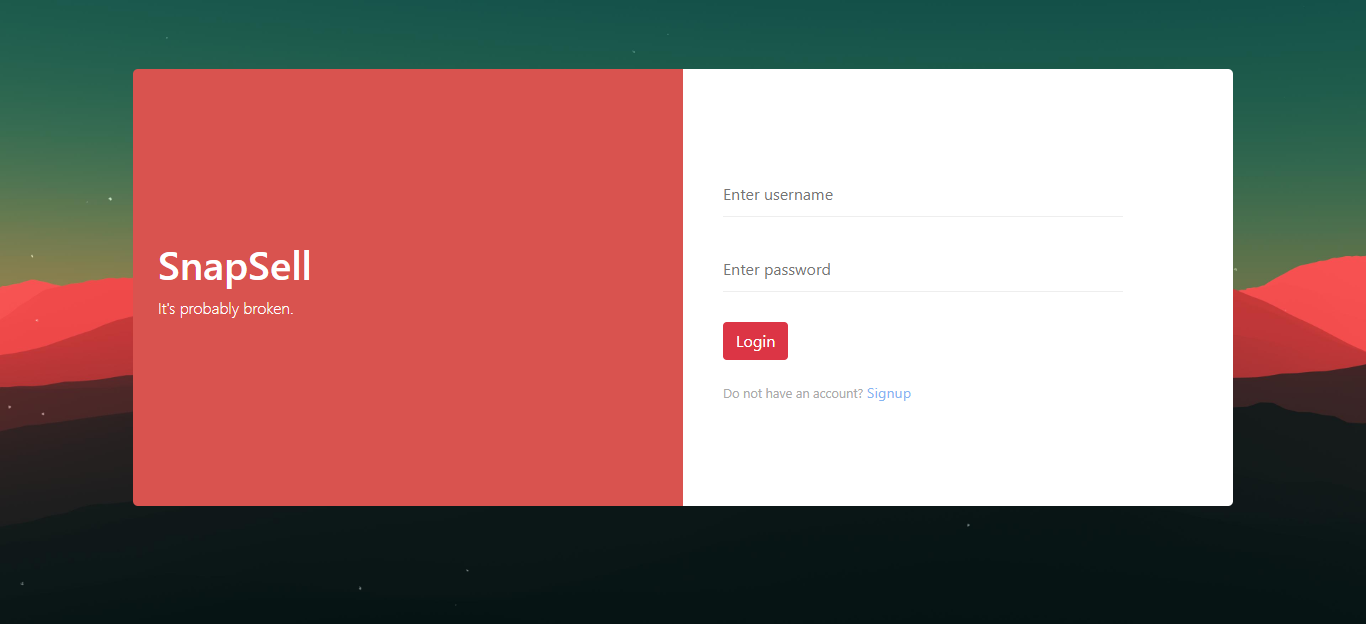 SnapSell
It's probably broken.
Enter username
Enter password
Login
Do not have an account? Signup